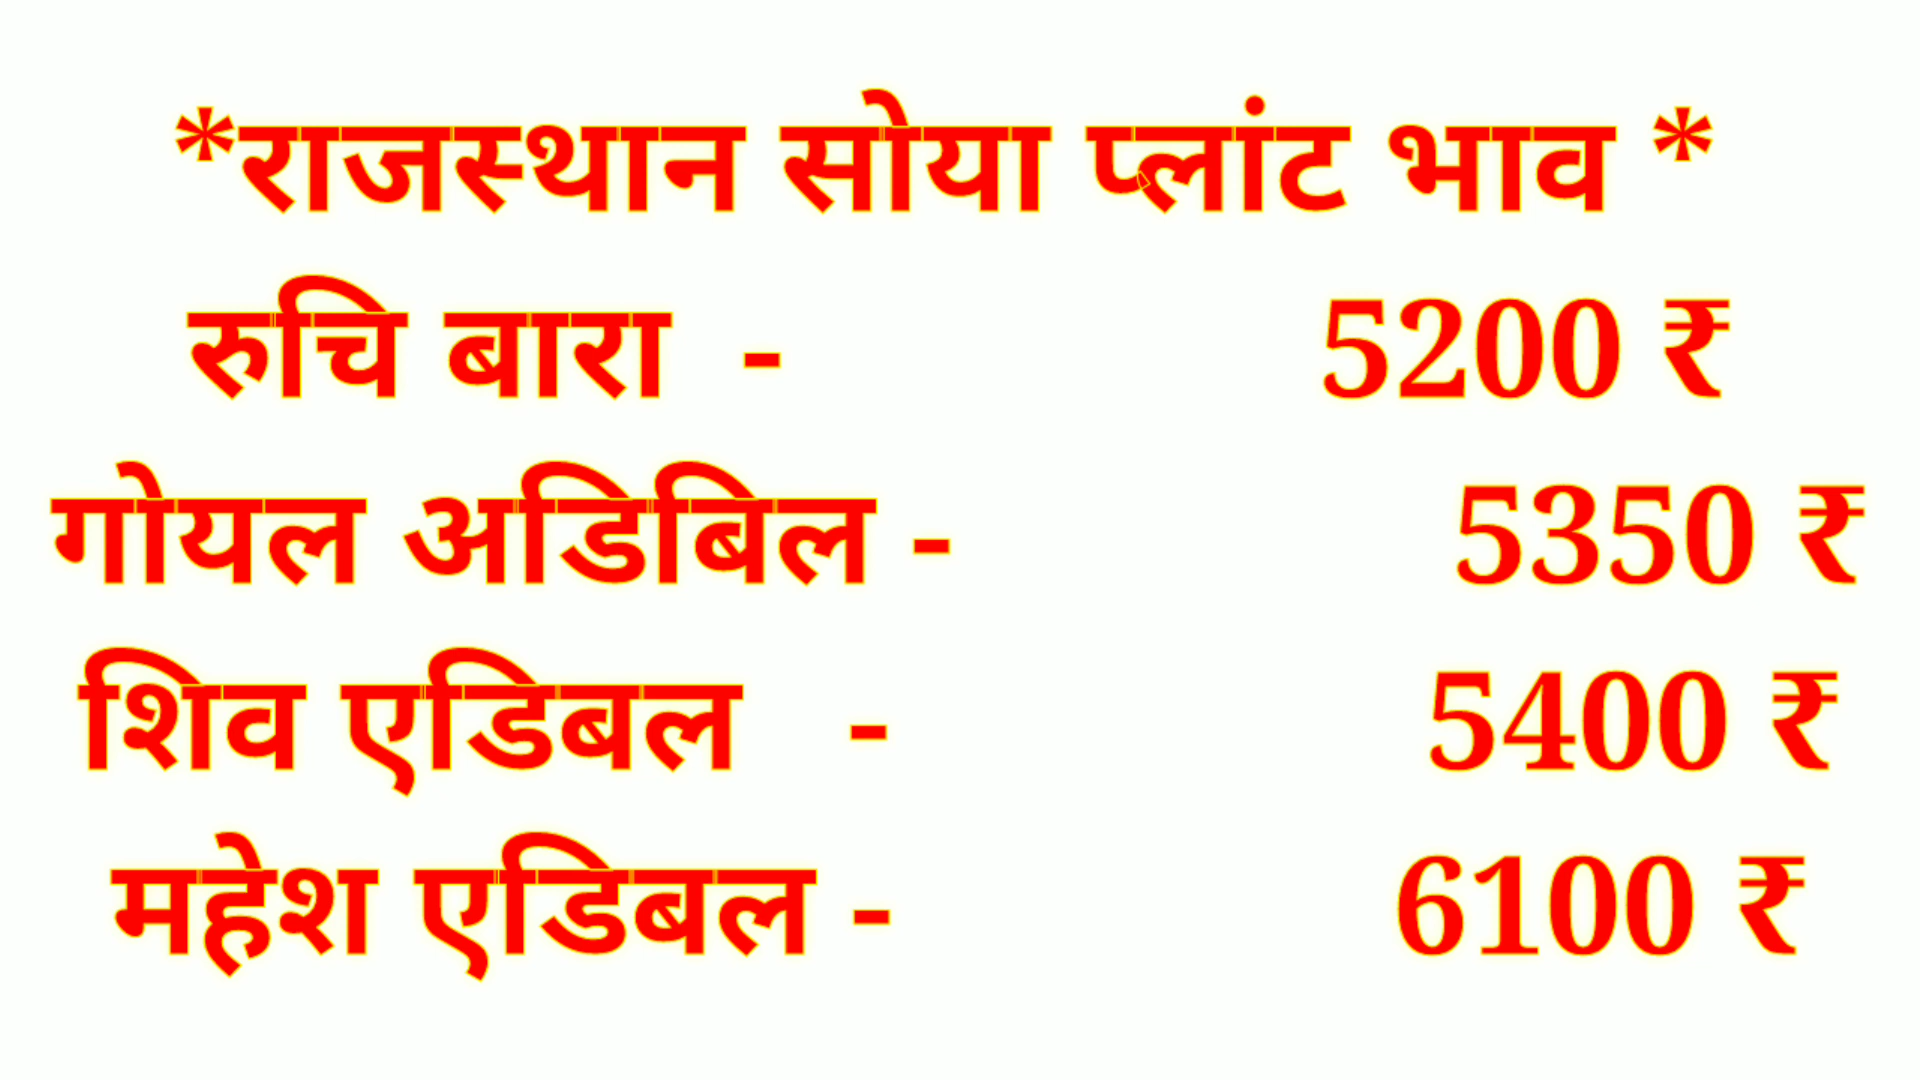 *राजस्थान सोया प्लांट भाव *
रुचि बारा - 5200 ₹
गोयल अडिबिल - 5350 ₹
शिव एडिबल - 5400 ₹
महेश एडिबल - 6100 ₹